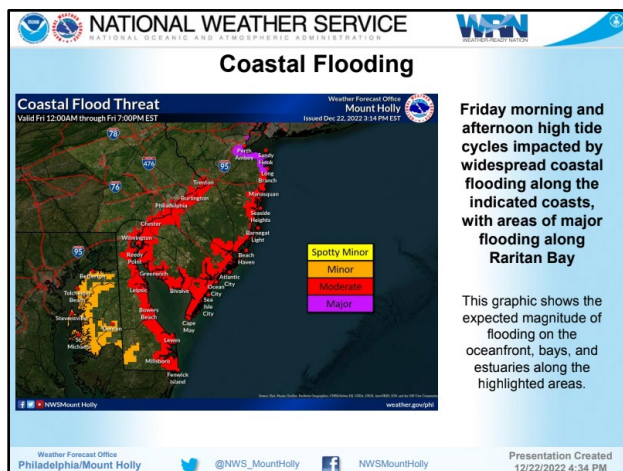 NATIONAL WEATHER SERVICE
NATIONAL OCEANIC AND ATMOSPHERIC ADMINISTRATION
WRN
WEATHER-READY NATION
Coastal Flooding
Coastal Flood Threat
Valid Fri 12:00AM through Fri 7:00PM EST
Weather Forecast Office
Mount Holly
Issued Dec 22, 2022 3:14 PM EST
78
476
76
95
95
95
Perth
Amboy
Sandy
Hook
Long
Branch
Manasquan
Seaside
Heights
Barnegat
Light
Beach
Haven
Trenton
Burlington
Philadelphia
Chester
Wilmington
Reedy
Point
Greenwich
Atlantic
City
Ocean
City
Sea
Isle
City
Bivalve
Leipsic
Betterton
Tolchester
Beach
Stevensville
St.
Michaels
Denton
Bowers
Beach
Cape
May
Lewes
Millsboro
Fenwick
Island
Spotty Minor
Minor
Moderate
Major
NWSMount Holly
weather.gov/phi
Friday morning and
afternoon high tide
cycles impacted by
widespread coastal
flooding along the
indicated coasts,
with areas of major
flooding along
Raritan Bay
This graphic shows the
expected magnitude of
flooding on the
oceanfront, bays, and
estuaries along the
highlighted areas.
Weather Forecast Office
Philadelphia/Mount Holly
@NWS_MountHolly
NWSMountHolly
Presentation Created
12/22/2022 4:34 PM